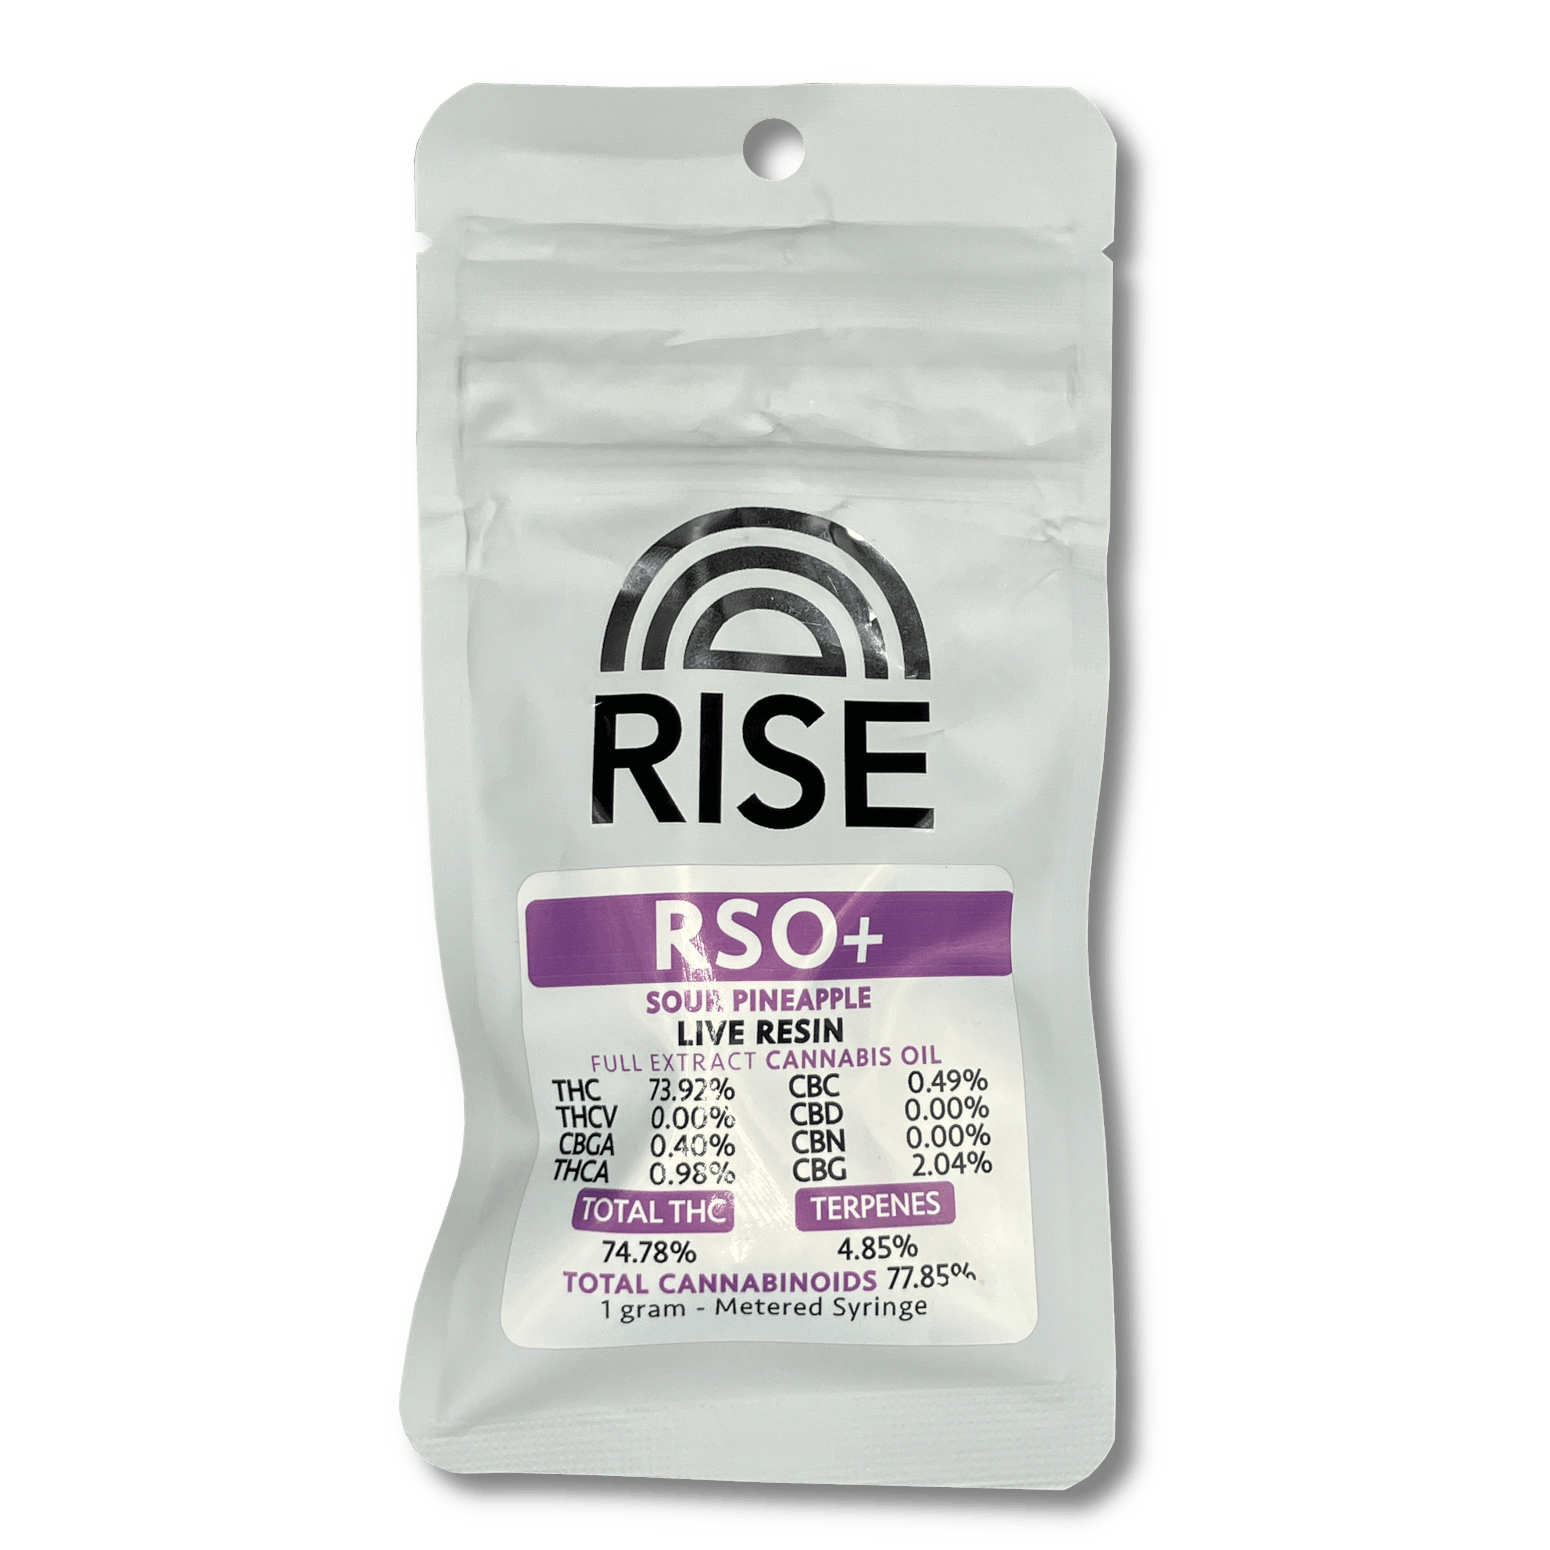 RISE
RSO+
SOUR PINEAPPLE
LIVE RESIN
FULL EXTRACT CANNABIS OIL
THC 73.92% CBC 0.49%
THCV 0.00% CBD 0.00%
CBGA 0.40% CBN 0.00%
THCA 0.98% CBG 2.04%
TOTAL THC TERPENES
74.78% 4.85%
TOTAL CANNABINOIDS 77.85%
1 gram - Metered Syringe